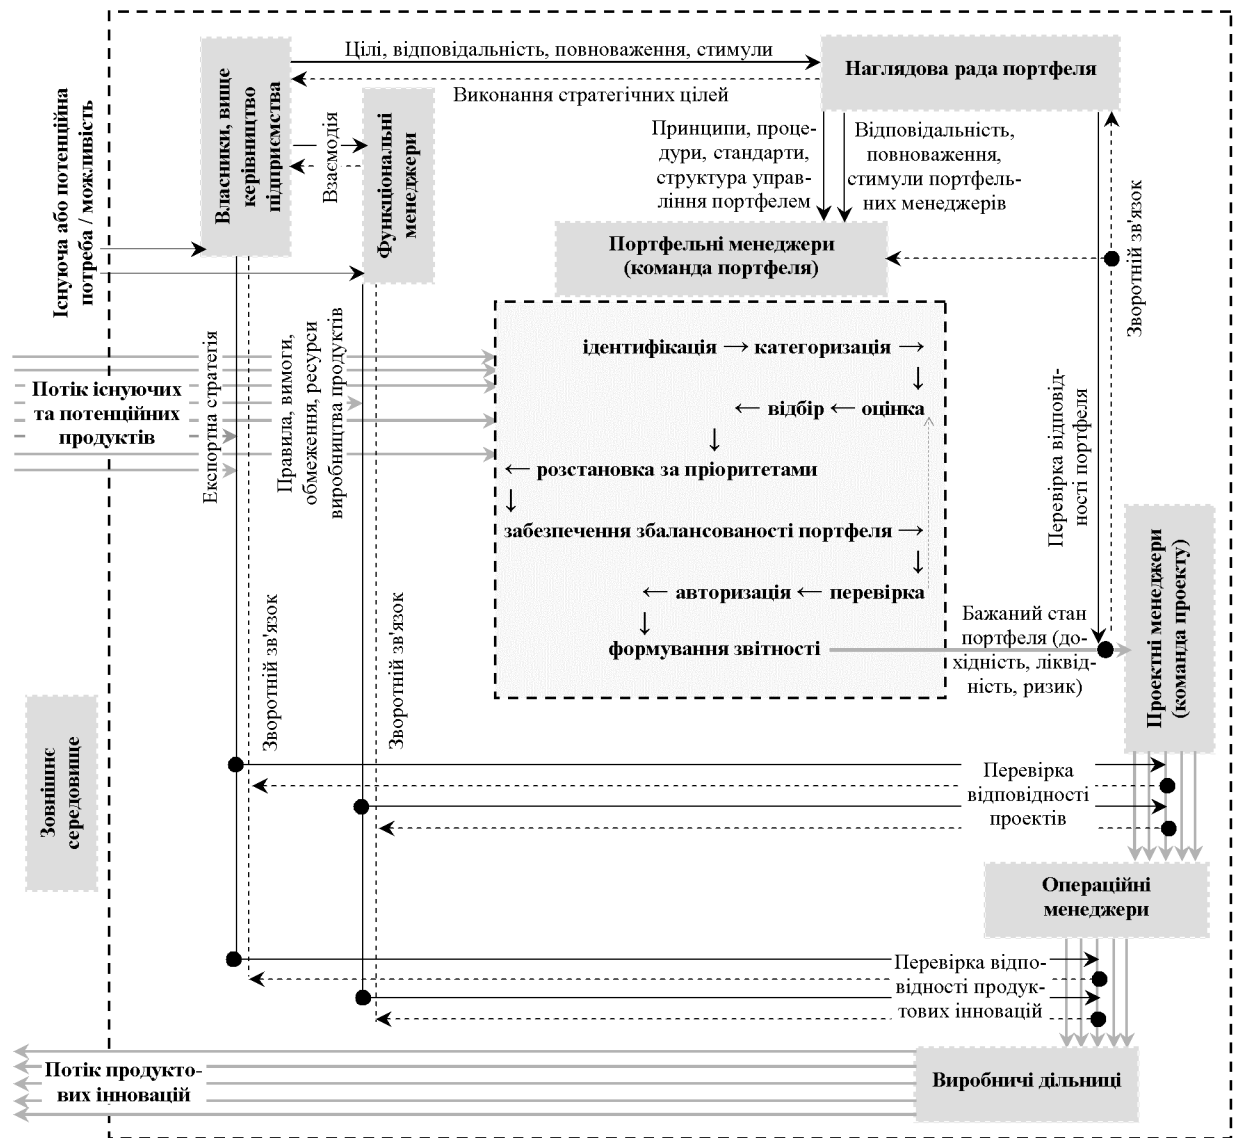 Цілі, відповідальність, повноваження, стимули
Виконання стратегічних цілей
Власники, вище
керівництво
підприємства
Взаємодія
Функціональні
менеджери
Наглядова рада портфеля
Принципи, проце-
дури, стандарти,
структура управ-
ління портфелем
Відповідальність,
повноваження,
стимули портфель-
них менеджерів
Існуюча або потенційна
потреба / можливість
Портфельні менеджери
(команда портфеля)
Зворотній зв'язок
Потік існуючих
та потенційних
продуктів
Експортна стратегія
Правила, вимоги,
обмеження, ресурси
виробництва продуктів
ідентифікація → категоризація →
↓
← відбір ← оцінка
↓
← розстановка за пріоритетами
↓
забезпечення збалансованості портфеля →
↓
← авторизація ← перевірка
↓
формування звітності
Перевірка відповід-
ності портфеля
Бажаний стан
портфеля (до-
хідність, ліквід-
ність, ризик)
Проектні менеджери
(команда проекту)
Зворотній зв'язок
Зворотній зв'язок
Зовнішнє
середовище
Перевірка
відповідності
проектів
Операційні
менеджери
Перевірка відпо-
відності продук-
тових інновацій
Потік продукто-
вих інновацій
Виробничі дільниці